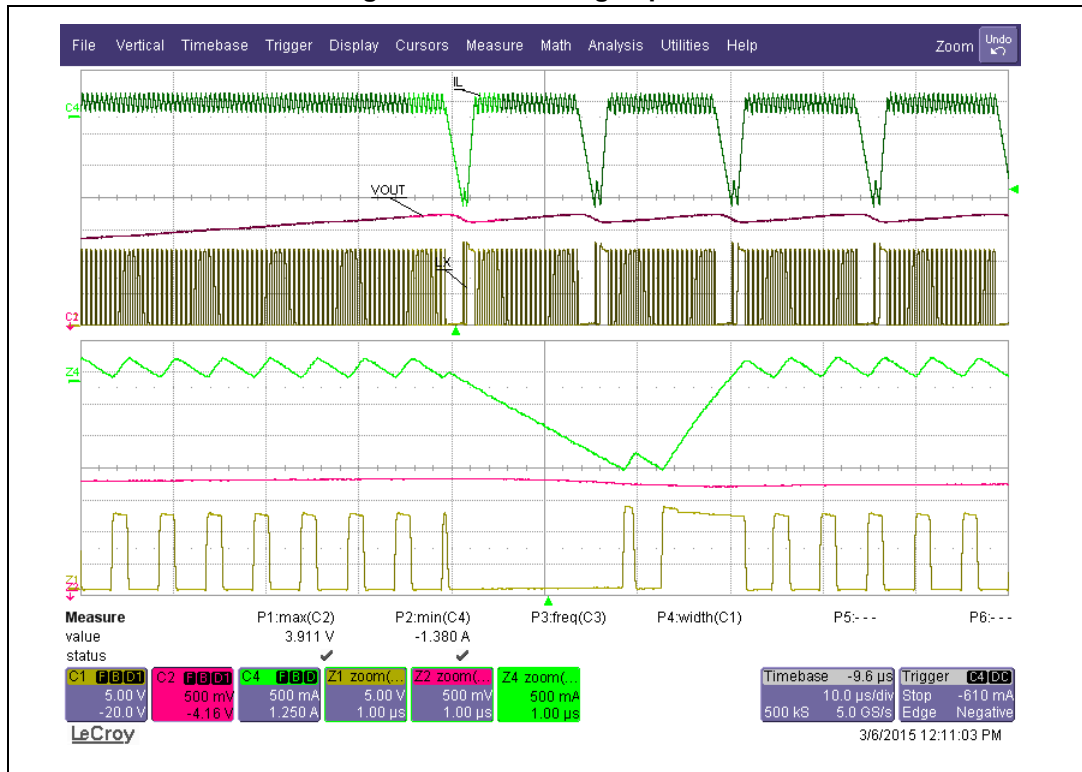 File Vertical Timebase Trigger Display Cursors Measure Math Analysis Utilities Help Zoom Undo
C4
IL
VOUT
LX
C2
Z4
Z1
Measure P1:max(C2) P2:min(C4) P3:freq(C3) P4:width(C1) P5:- - - P6:- - -
value 3.911 V -1.380 A
status
C1 F B D1 C2 F B D1 C4 F B D Z1 zoom(... Z2 zoom(... Z4 zoom(... Timebase -9.6 µs Trigger C4 DC
5.00 V 500 mV 500 mA 5.00 V 500 mV 500 mA 10.0 µs/div Stop -610 mA
-20.0 V -4.16 V 1.250 A 1.00 µs 1.00 µs 1.00 µs 500 kS 5.0 GS/s Edge Negative
LeCroy 3/6/2015 12:11:03 PM